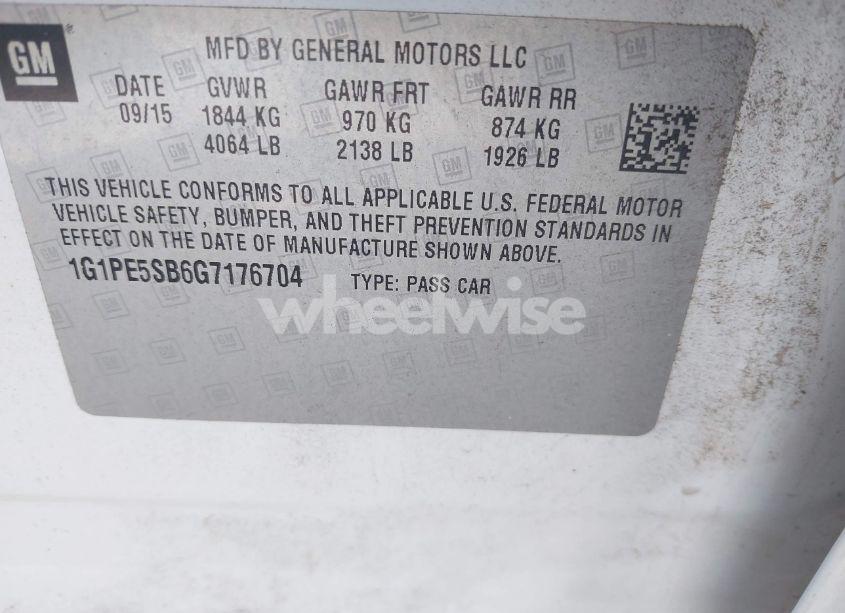 GM
MFD BY GENERAL MOTORS LLC
DATE GVWR GAWR FRT GAWR RR
09/15 1844 KG 970 KG 874 KG
4064 LB 2138 LB 1926 LB
THIS VEHICLE CONFORMS TO ALL APPLICABLE U.S. FEDERAL MOTOR
VEHICLE SAFETY, BUMPER, AND THEFT PREVENTION STANDARDS IN
EFFECT ON THE DATE OF MANUFACTURE SHOWN ABOVE.
1G1PE5SB6G7176704 TYPE: PASS CAR
wheelwise